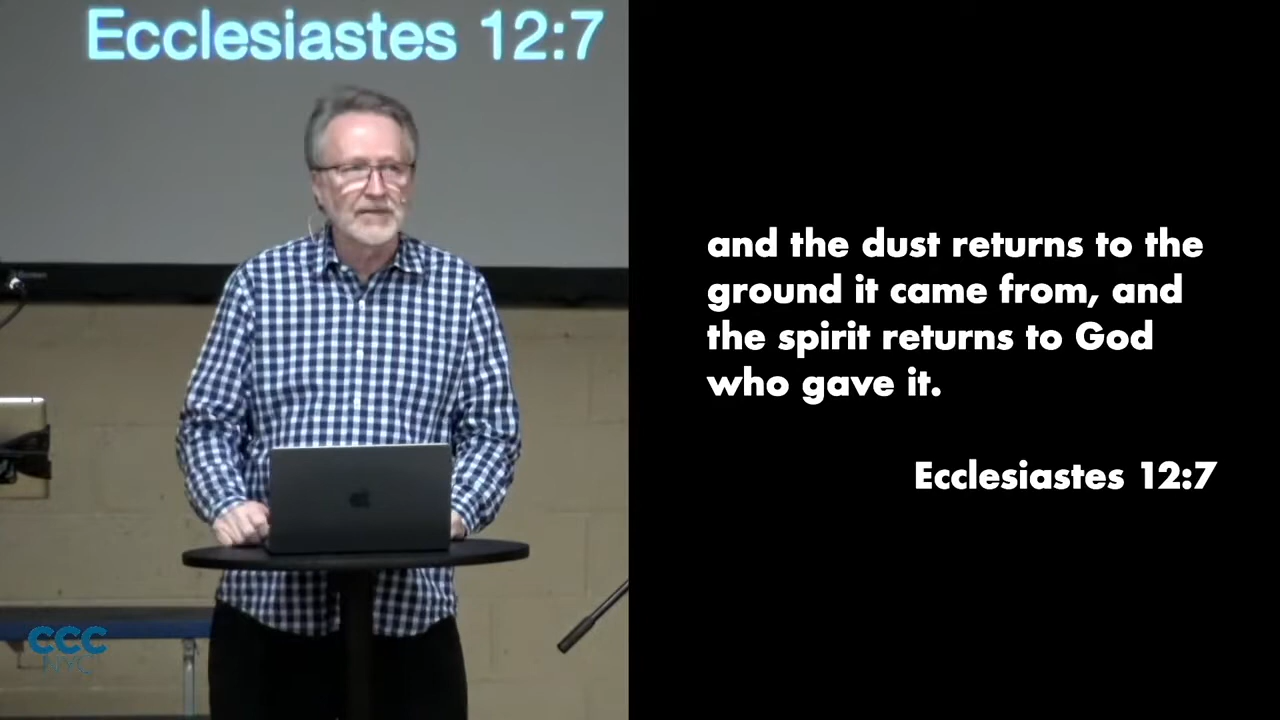 Ecclesiastes 12:7
and the dust returns to the
ground it came from, and
the spirit returns to God
who gave it.
Ecclesiastes 12:7
CCC
NYC